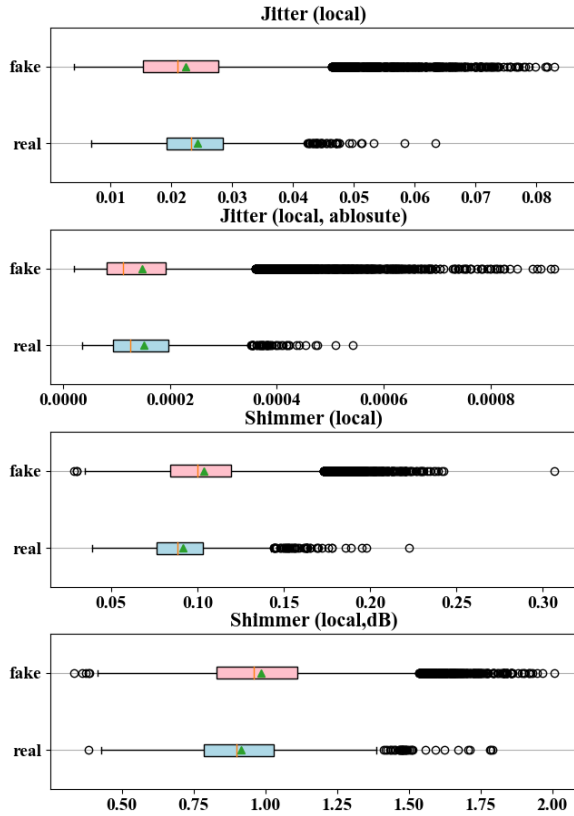 Jitter (local)
fake
real
0.01 0.02 0.03 0.04 0.05 0.06 0.07 0.08
Jitter (local, ablosute)
fake
real
0.0000 0.0002 0.0004 0.0006 0.0008
Shimmer (local)
fake
real
0.05 0.10 0.15 0.20 0.25 0.30
Shimmer (local,dB)
fake
real
0.50 0.75 1.00 1.25 1.50 1.75 2.00